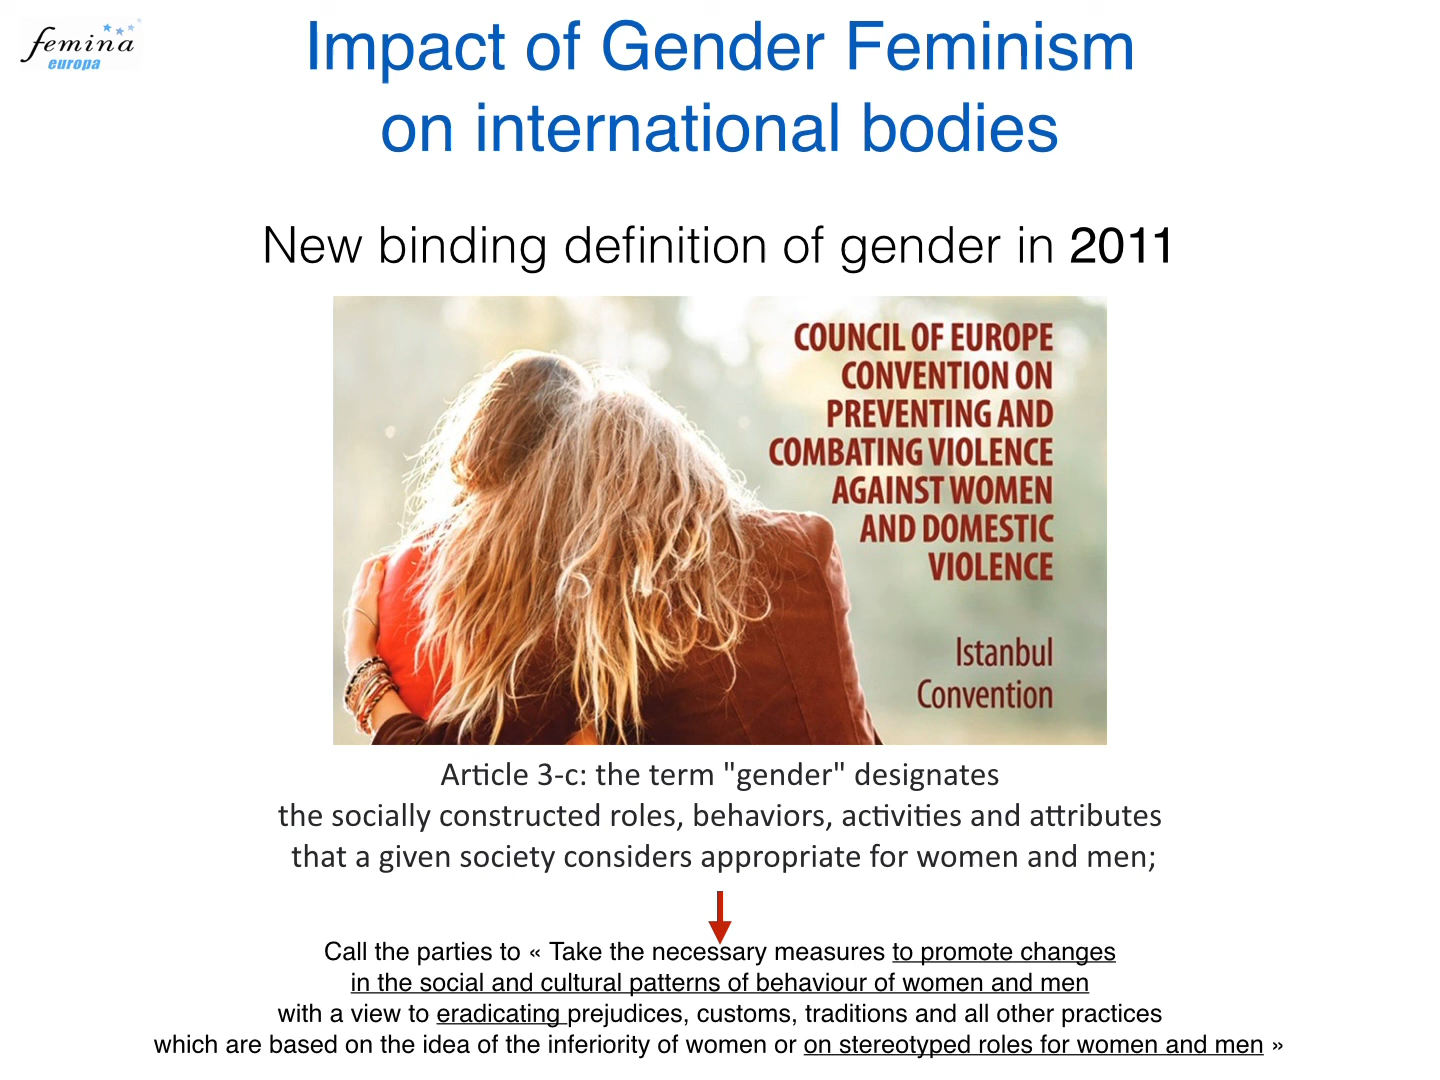 femina
europa
Impact of Gender Feminism
on international bodies
New binding definition of gender in 2011
COUNCIL OF EUROPE
CONVENTION ON
PREVENTING AND
COMBATING VIOLENCE
AGAINST WOMEN
AND DOMESTIC
VIOLENCE
Istanbul
Convention
Article 3-c: the term "gender" designates
the socially constructed roles, behaviors, activities and attributes
that a given society considers appropriate for women and men;
Call the parties to « Take the necessary measures to promote changes
in the social and cultural patterns of behaviour of women and men
with a view to eradicating prejudices, customs, traditions and all other practices
which are based on the idea of the inferiority of women or on stereotyped roles for women and men »